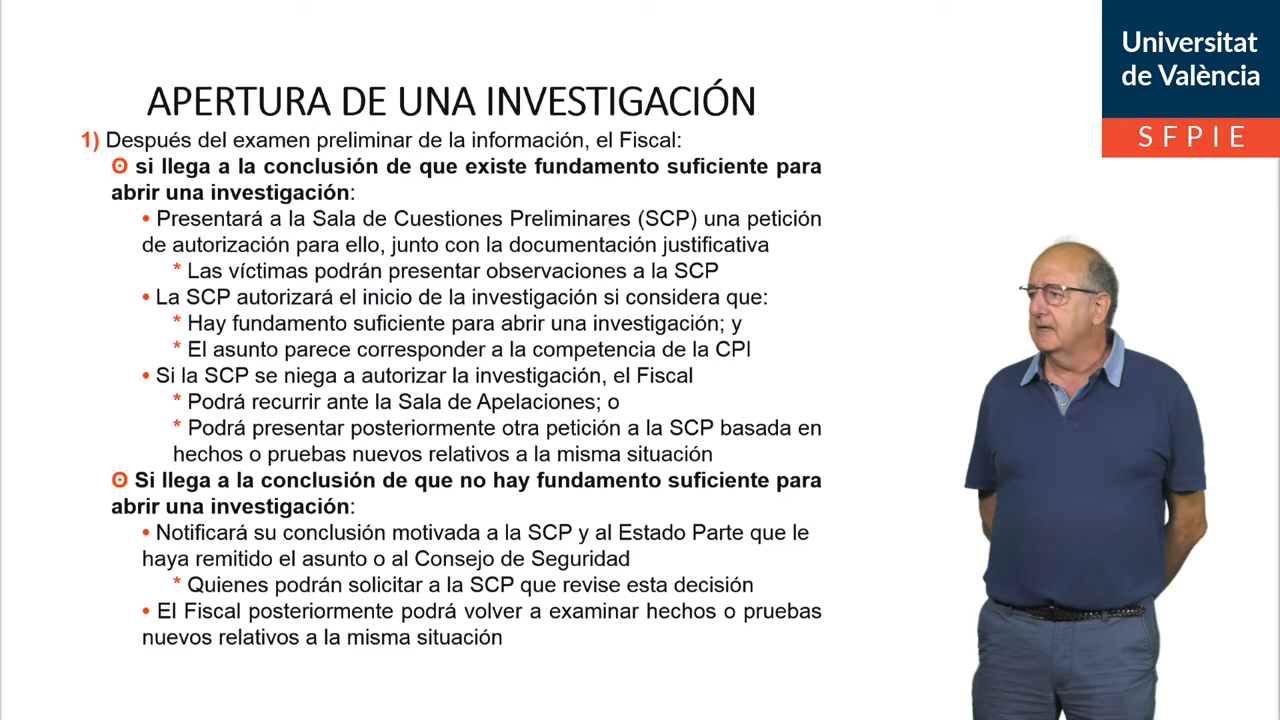 Universitat
de València
SFPIE
APERTURA DE UNA INVESTIGACIÓN
1) Después del examen preliminar de la información, el Fiscal:
ʘ si llega a la conclusión de que existe fundamento suficiente para
abrir una investigación:
• Presentará a la Sala de Cuestiones Preliminares (SCP) una petición
de autorización para ello, junto con la documentación justificativa
* Las víctimas podrán presentar observaciones a la SCP
• La SCP autorizará el inicio de la investigación si considera que:
* Hay fundamento suficiente para abrir una investigación; y
* El asunto parece corresponder a la competencia de la CPI
• Si la SCP se niega a autorizar la investigación, el Fiscal
* Podrá recurrir ante la Sala de Apelaciones; o
* Podrá presentar posteriormente otra petición a la SCP basada en
hechos o pruebas nuevos relativos a la misma situación
ʘ Si llega a la conclusión de que no hay fundamento suficiente para
abrir una investigación:
• Notificará su conclusión motivada a la SCP y al Estado Parte que le
haya remitido el asunto o al Consejo de Seguridad
* Quienes podrán solicitar a la SCP que revise esta decisión
• El Fiscal posteriormente podrá volver a examinar hechos o pruebas
nuevos relativos a la misma situación